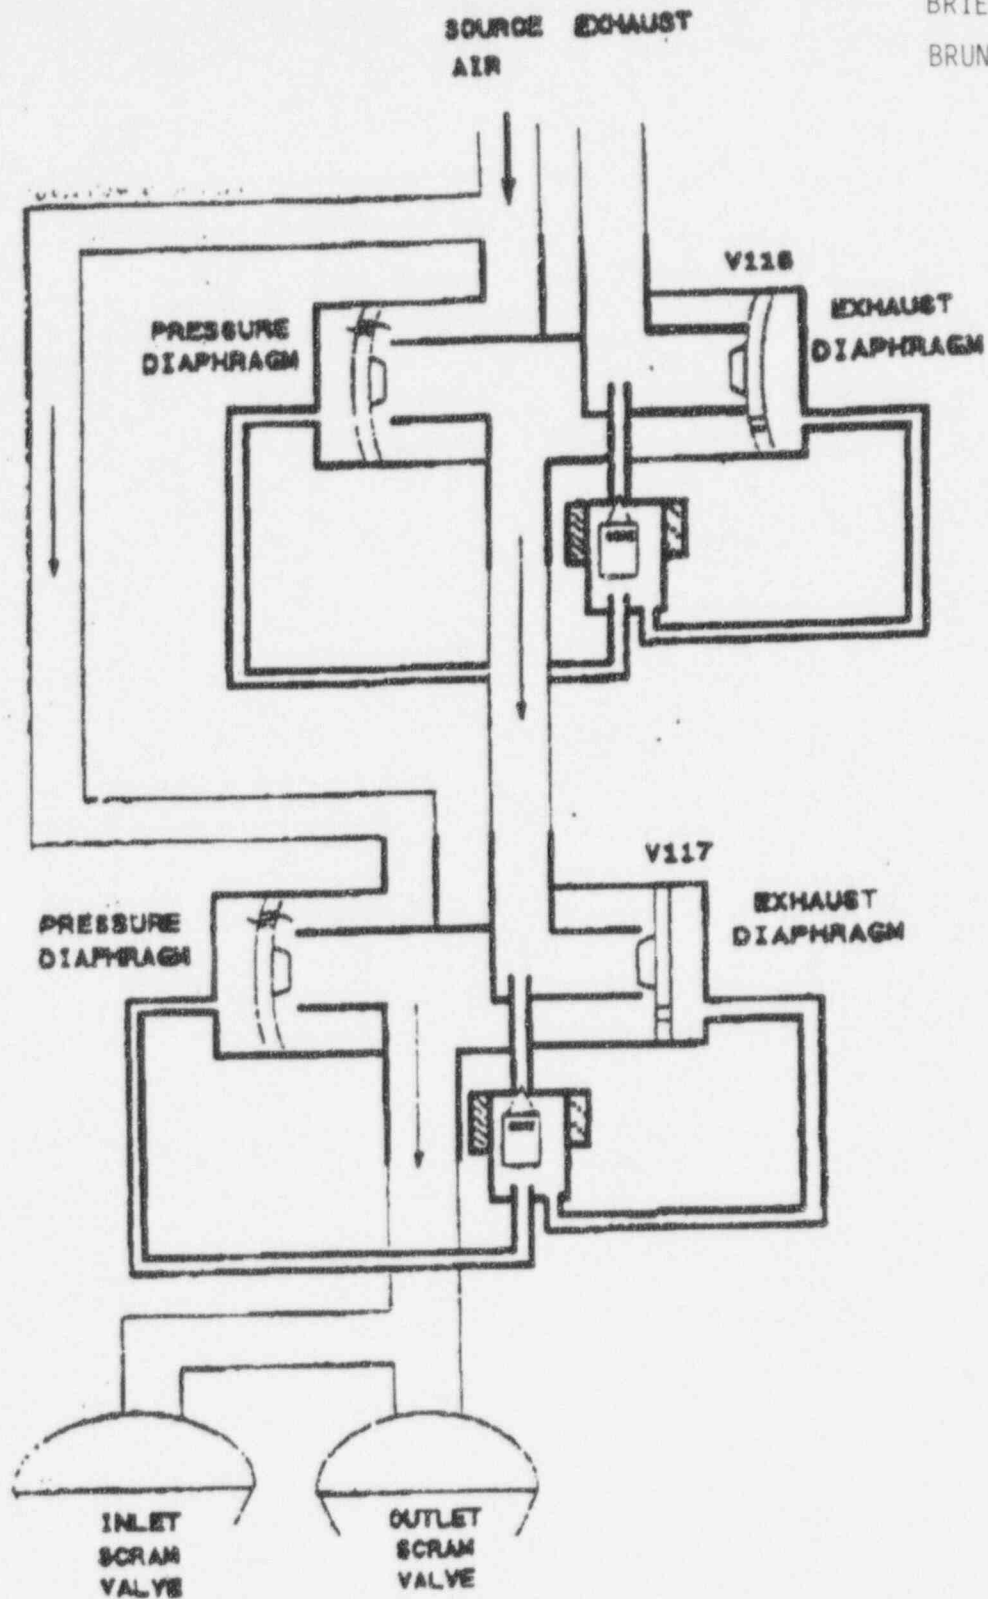 BRIE
BRUN
SOURCE EXHAUST
AIR
V118
EXHAUST
DIAPHRAGM
PRESSURE
DIAPHRAGM
V117
EXHAUST
DIAPHRAGM
PRESSURE
DIAPHRAGM
INLET
SCRAM
VALVE
OUTLET
SCRAM
VALVE